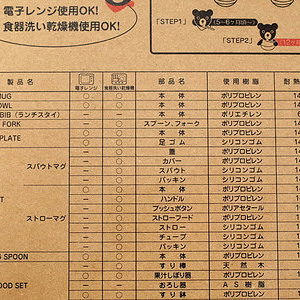 電子レンジ使用OK!
食器洗い乾燥機使用OK!
「STEP1」
(5~6ヶ月頃~)
「STEP2」
製品名 電子レンジ 食器洗い乾燥機 部品名 使用樹脂
MUG ○ ○ 本体 ポリプロピレン
OWL ○ ○ 本体 ポリプロピレン
BIB (ランチスタイ) － － 本体 ポリエチレン
FORK － ○ スプーン、フォーク ポリプロピレン
PLATE 本体 ポリプロピレン
足ゴム シリコンゴム
蓋 ポリプロピレン
カバー ポリプロピレン
スパウトマグ スパウト シリコンゴム
パッキン シリコンゴム
本体 ポリプロピレン
ハンドル ポリプロピレン
プッシュボタン ポリアセタール
ストローマグ ストローフード ポリプロピレン
ストロー シリコンゴム
チューブ シリコンゴム
パッキン シリコンゴム
SPOON 本体 ポリプロピレン
すり棒 天然木
果汁しぼり器 ポリプロピレン
OOD SET おろし器 AS樹脂
すり鉢 ポリプロピレン